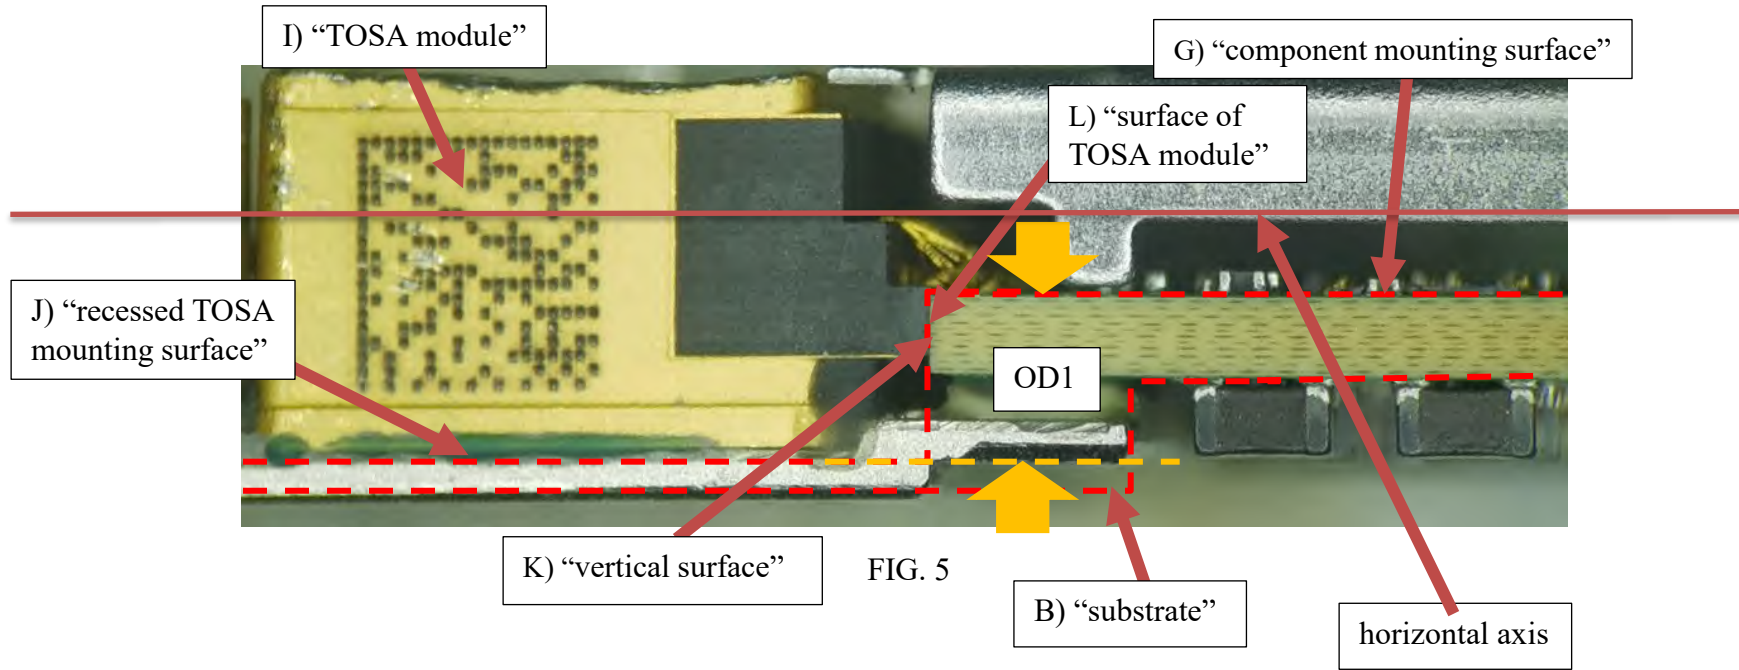 I) “TOSA module”
G) “component mounting surface”
L) “surface of
TOSA module”
J) “recessed TOSA
mounting surface”
OD1
K) “vertical surface”
FIG. 5
B) “substrate”
horizontal axis